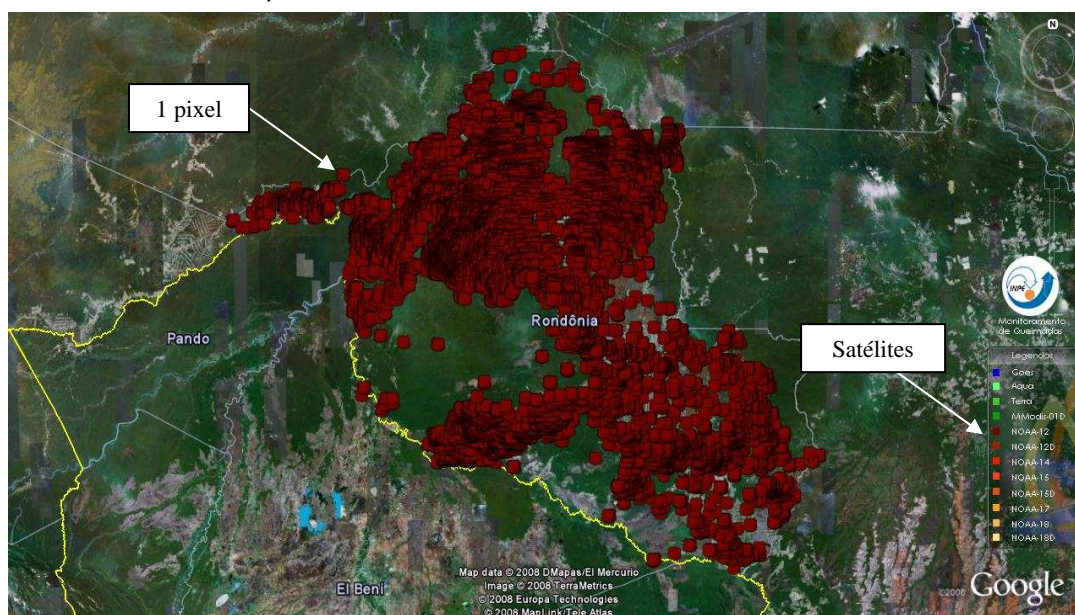 N
1 pixel
INPE
Monitoramento
de Queimadas
Rondônia
Pando
Satélites
Legendas
Goes
Aqua
Terra
MModis-01D
NOAA-12
NOAA-12D
NOAA-14
NOAA-15
NOAA-15D
NOAA-17
NOAA-18
NOAA-18D
El Beni
Map data © 2008 DMapas/El Mercurio
Image © 2008 TerraMetrics
© 2008 Europa Technologies
© 2008 MapLink/Tele Atlas
©2008 Google